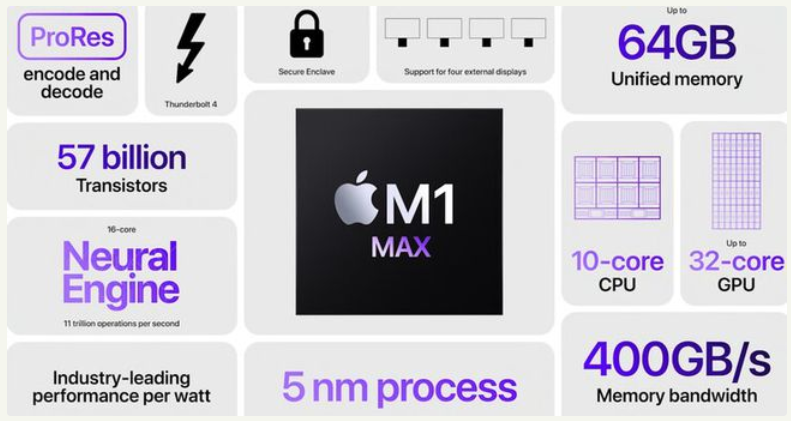 ProRes
encode and
decode
Thunderbolt 4
Secure Enclave
Support for four external displays
Up to
64GB
Unified memory
57 billion
Transistors
M1
MAX
10-core
CPU
Up to
32-core
GPU
16-core
Neural
Engine
11 trillion operations per second
Industry-leading
performance per watt
5 nm process
400GB/s
Memory bandwidth